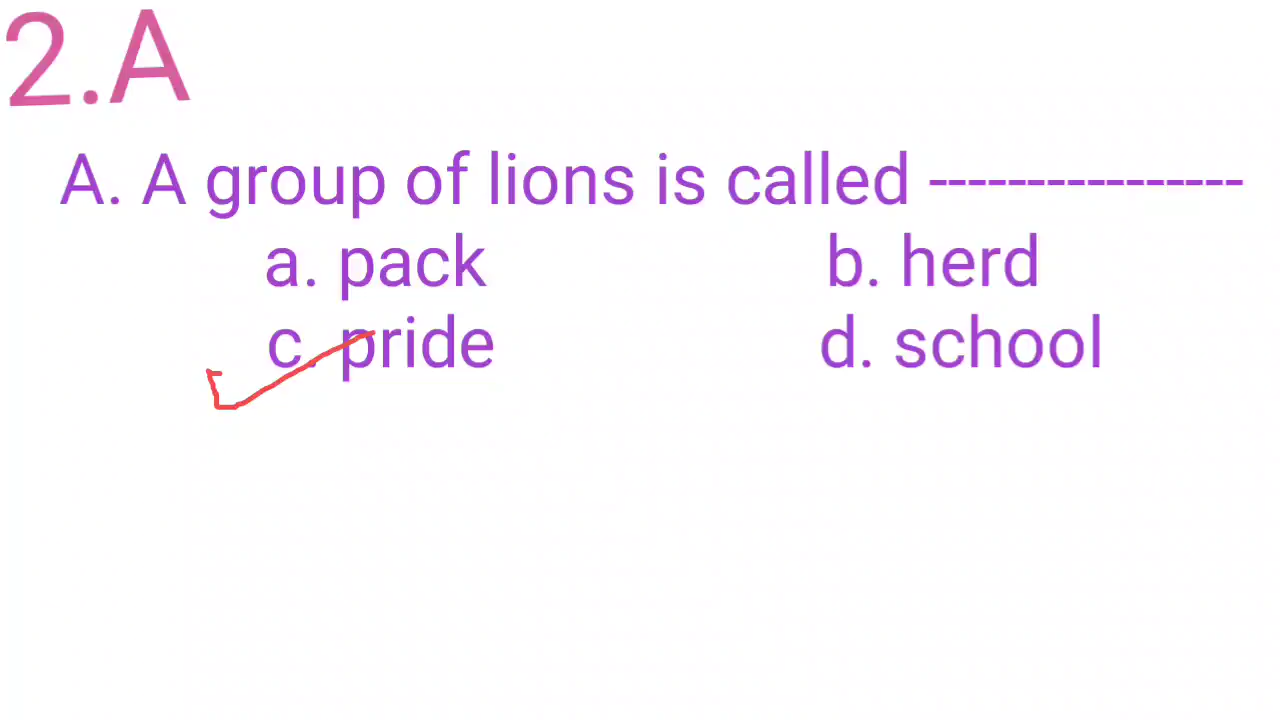 2.A
A. A group of lions is called ----------------
a. pack b. herd
c. pride d. school